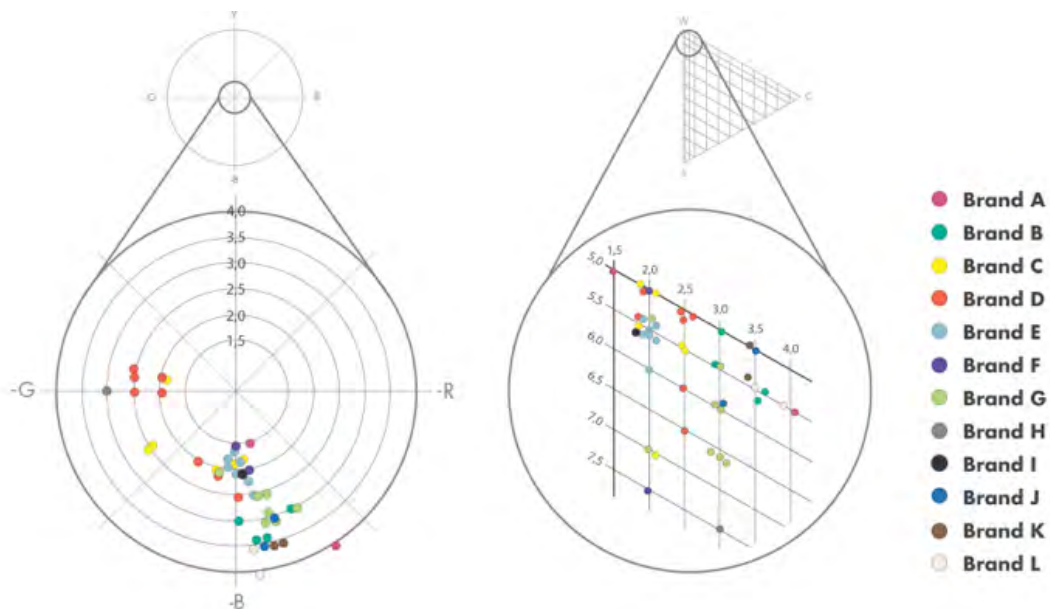 Y
W
G
B
C
-B
4,0
3,5
3,0
2,5
2,0
1,5
-G
-R
-B
1,5
2,0
2,5
3,0
3,5
4,0
5,0
5,5
6,0
6,5
7,0
7,5
Brand A
Brand B
Brand C
Brand D
Brand E
Brand F
Brand G
Brand H
Brand I
Brand J
Brand K
Brand L